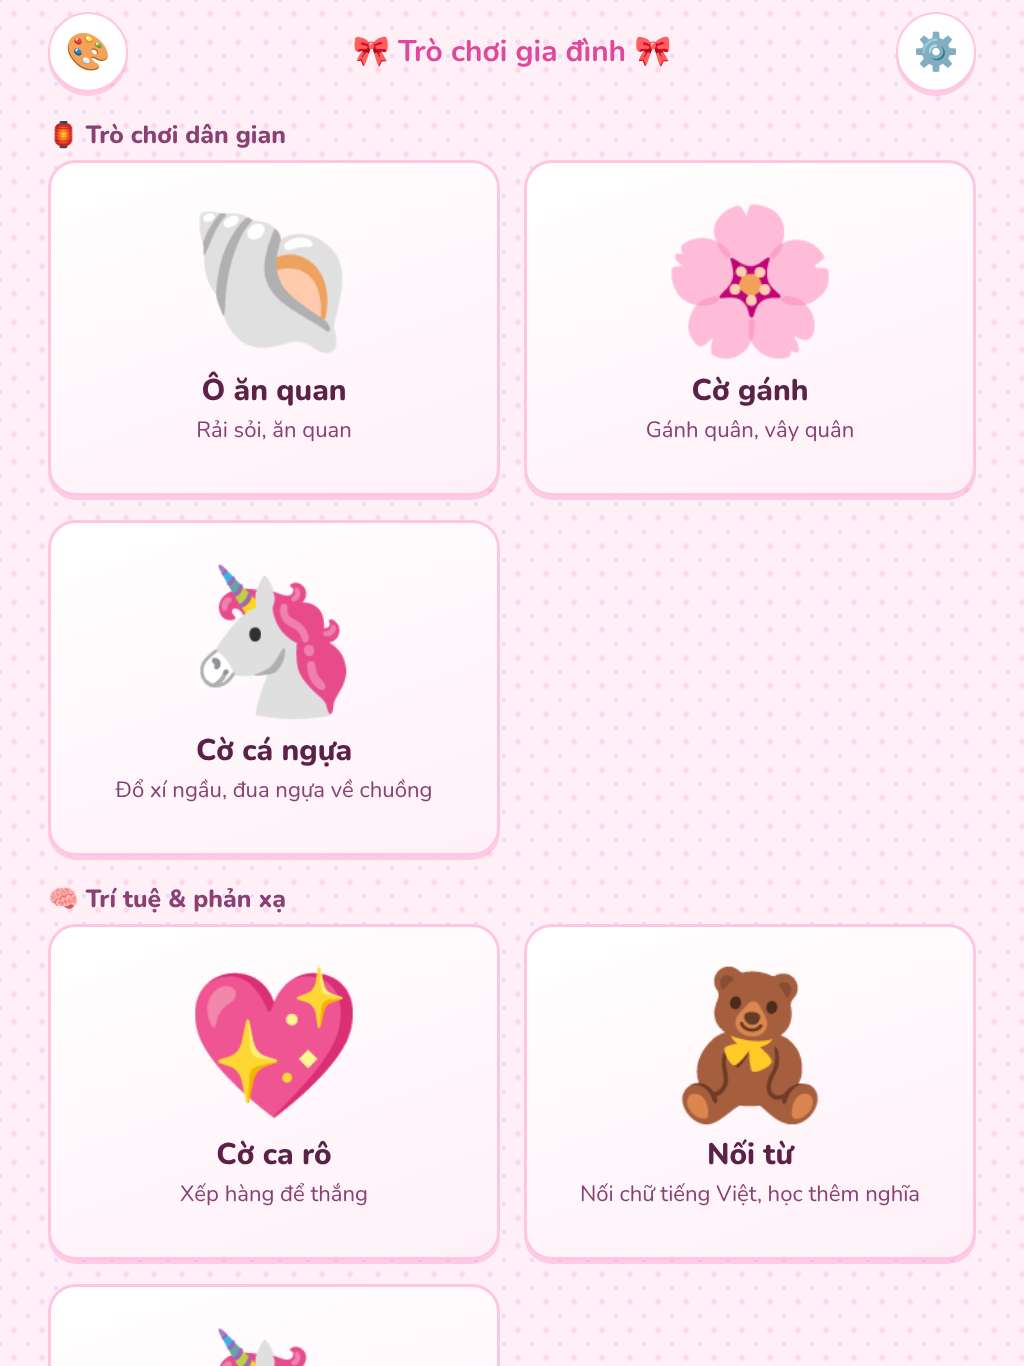 🎀 Trò chơi gia đình 🎀
🏮 Trò chơi dân gian
Ô ăn quan
Rải sỏi, ăn quan
Cờ gánh
Gánh quân, vây quân
Cờ cá ngựa
Đổ xí ngầu, đua ngựa về chuồng
🧠 Trí tuệ & phản xạ
Cờ ca rô
Xếp hàng để thắng
Nối từ
Nối chữ tiếng Việt, học thêm nghĩa